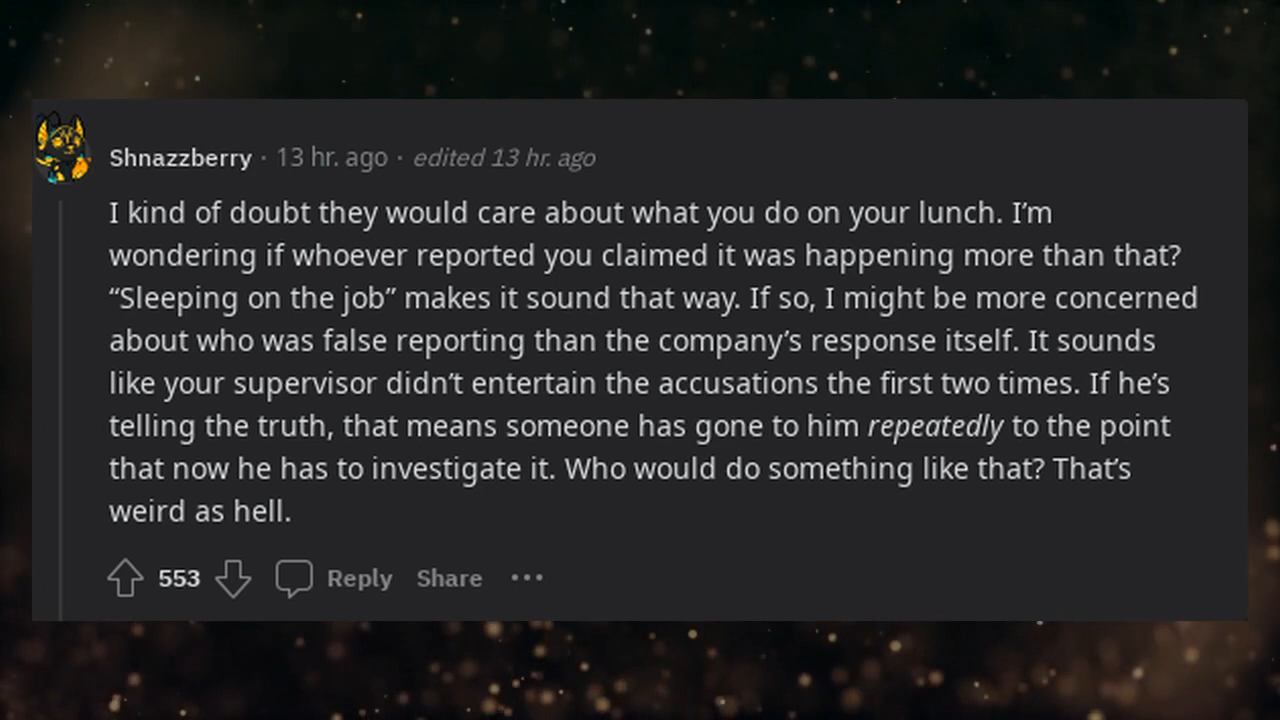 Shnazzberry · 13 hr. ago · edited 13 hr. ago
I kind of doubt they would care about what you do on your lunch. I’m
wondering if whoever reported you claimed it was happening more than that?
“Sleeping on the job” makes it sound that way. If so, I might be more concerned
about who was false reporting than the company’s response itself. It sounds
like your supervisor didn’t entertain the accusations the first two times. If he’s
telling the truth, that means someone has gone to him repeatedly to the point
that now he has to investigate it. Who would do something like that? That’s
weird as hell.
553 Reply Share •••